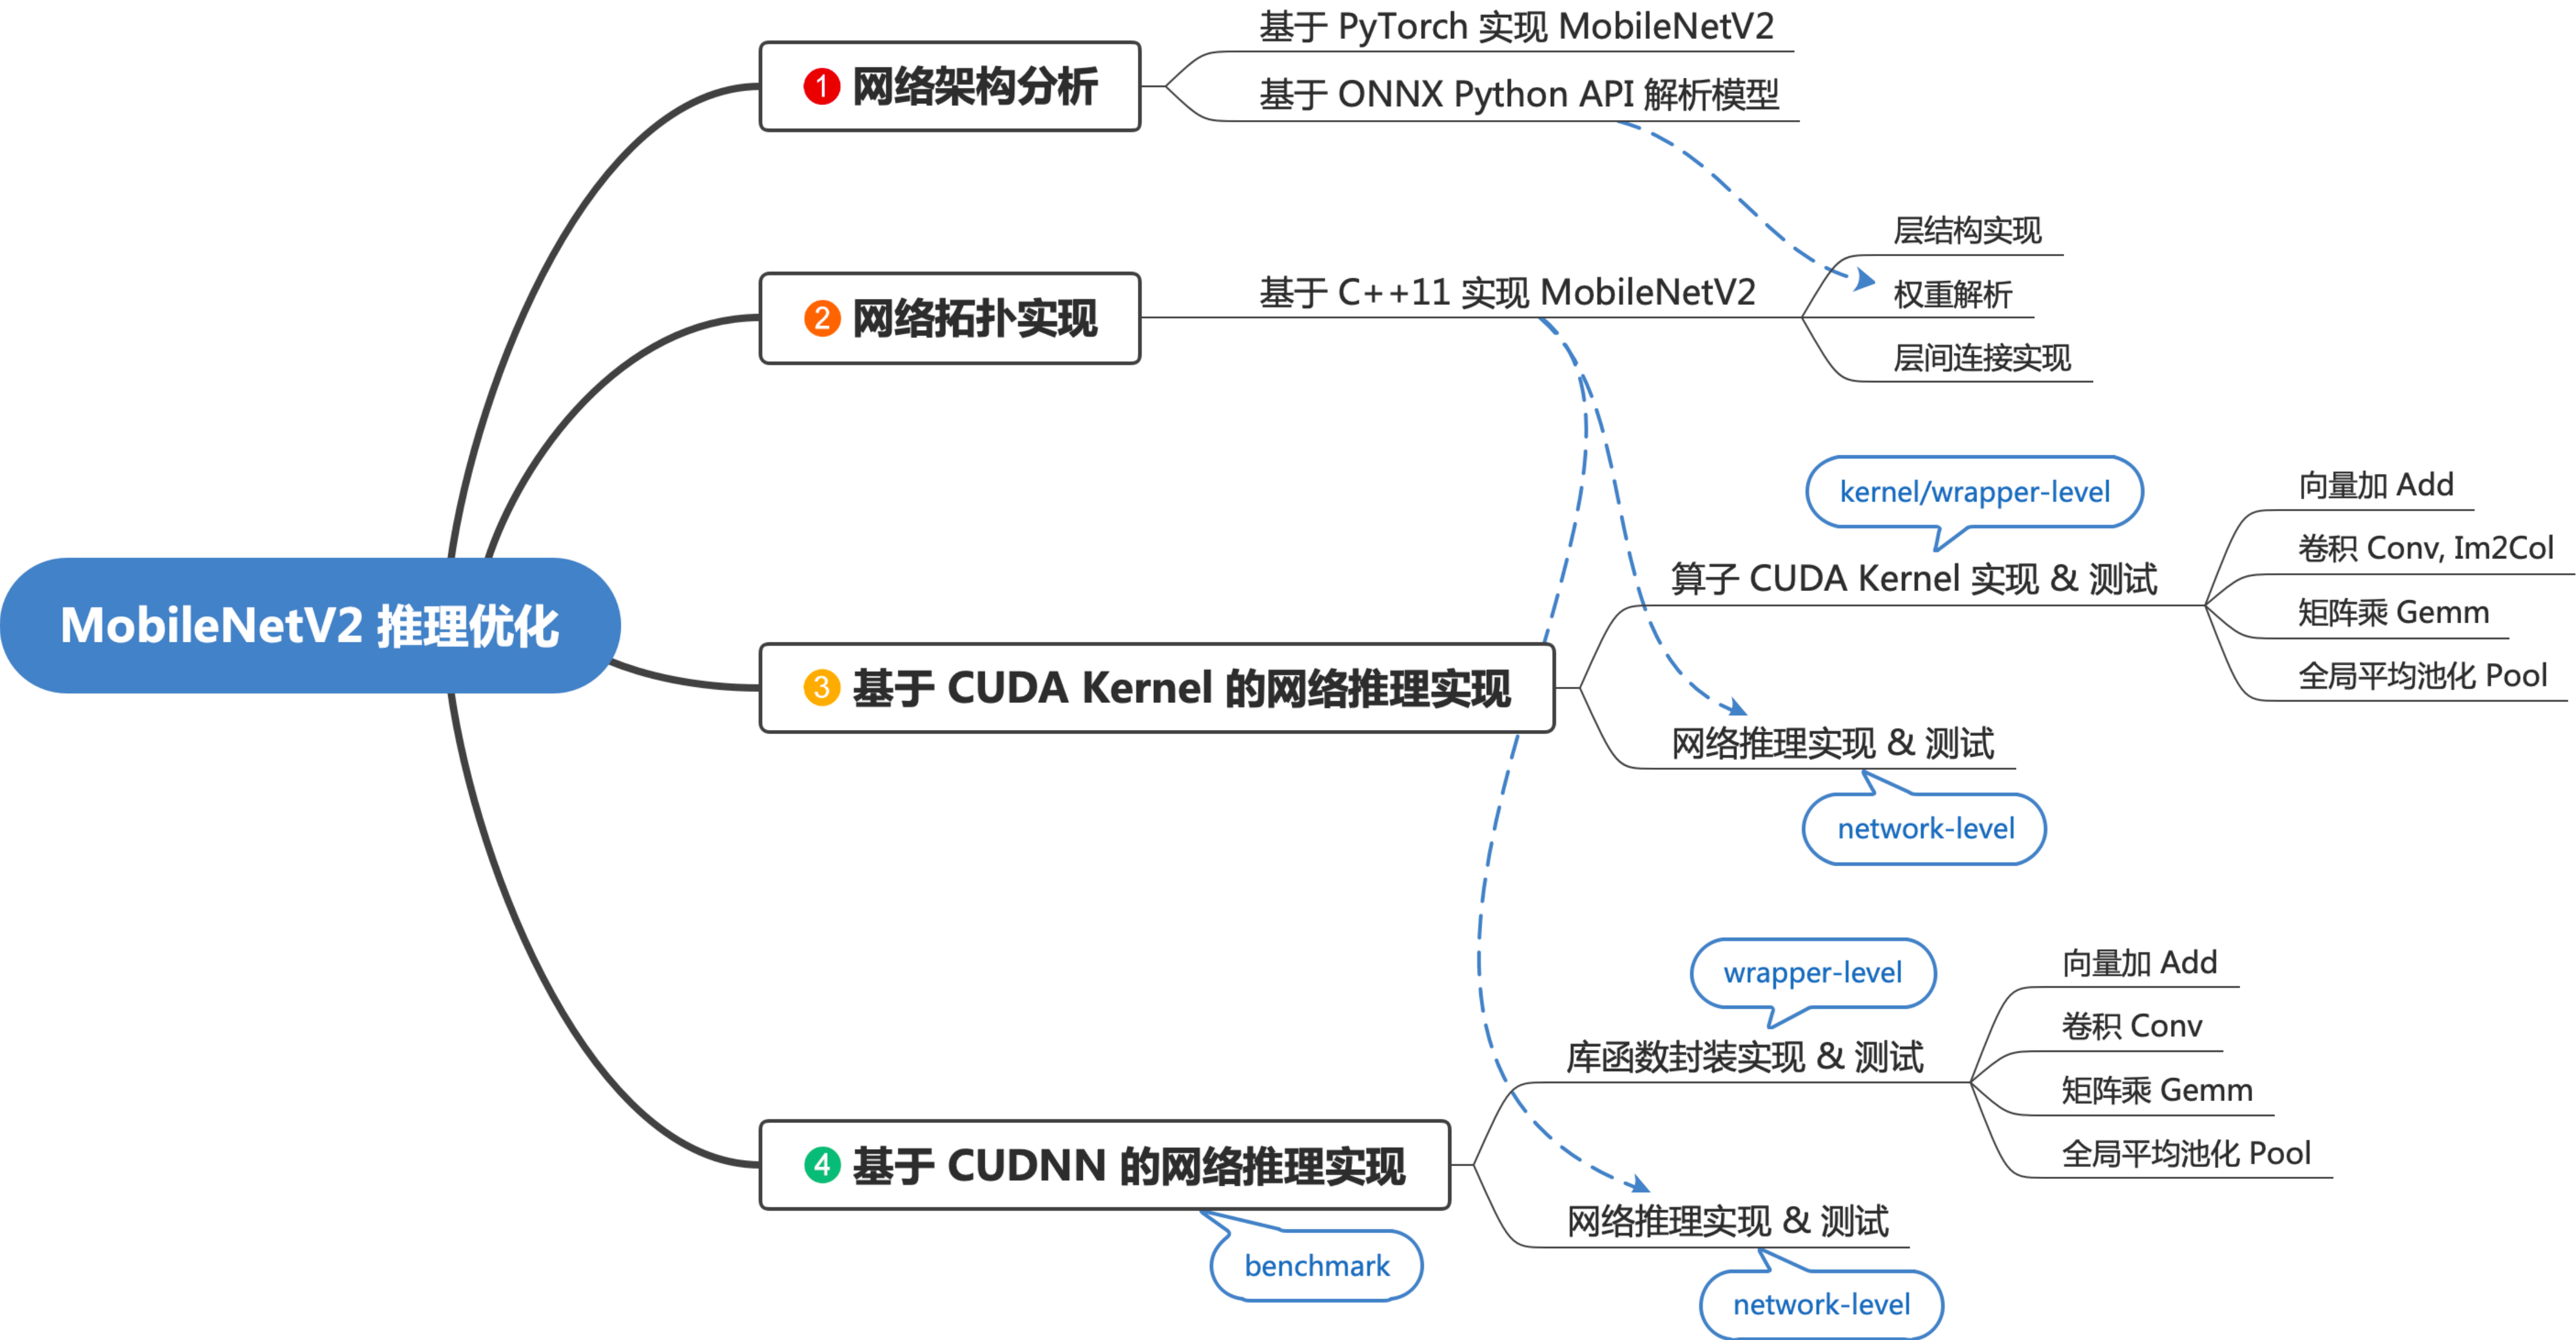 MobileNetV2 推理优化
1 网络架构分析
基于 PyTorch 实现 MobileNetV2
基于 ONNX Python API 解析模型
2 网络拓扑实现
基于 C++11 实现 MobileNetV2
层结构实现
权重解析
层间连接实现
3 基于 CUDA Kernel 的网络推理实现
kernel/wrapper-level
算子 CUDA Kernel 实现 & 测试
向量加 Add
卷积 Conv, Im2Col
矩阵乘 Gemm
全局平均池化 Pool
网络推理实现 & 测试
network-level
4 基于 CUDNN 的网络推理实现
benchmark
wrapper-level
库函数封装实现 & 测试
向量加 Add
卷积 Conv
矩阵乘 Gemm
全局平均池化 Pool
网络推理实现 & 测试
network-level